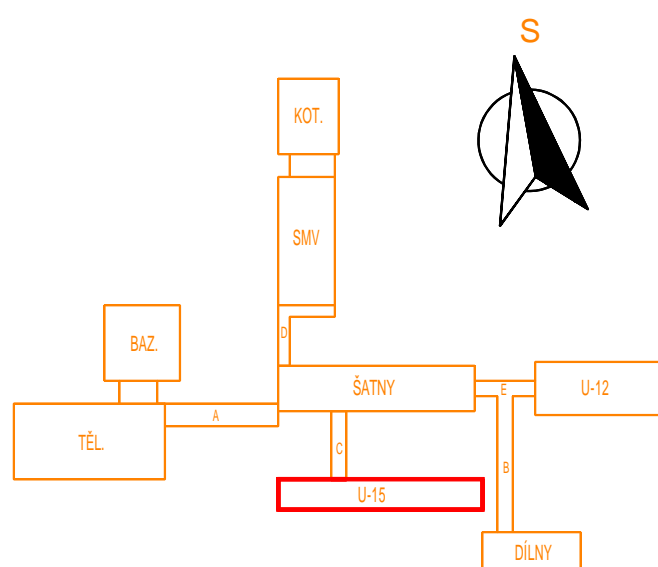 S
KOT.
SMV
BAZ.
D
ŠATNY
E
U-12
A
TĚL.
C
B
U-15
DÍLNY